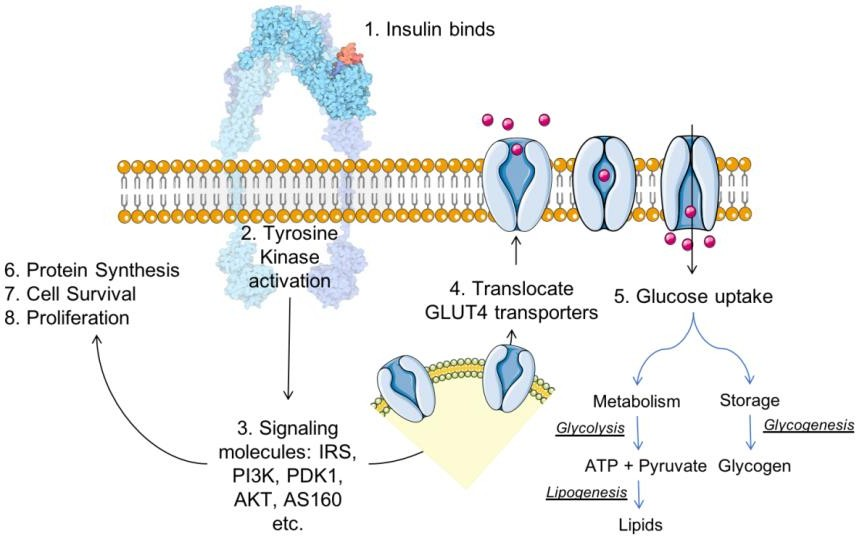 1. Insulin binds
2. Tyrosine
Kinase
activation
3. Signaling
molecules: IRS,
PI3K, PDK1,
AKT, AS160
etc.
4. Translocate
GLUT4 transporters
5. Glucose uptake
6. Protein Synthesis
7. Cell Survival
8. Proliferation
Metabolism
Storage
Glycolysis
Glycogenesis
ATP + Pyruvate
Glycogen
Lipogenesis
Lipids